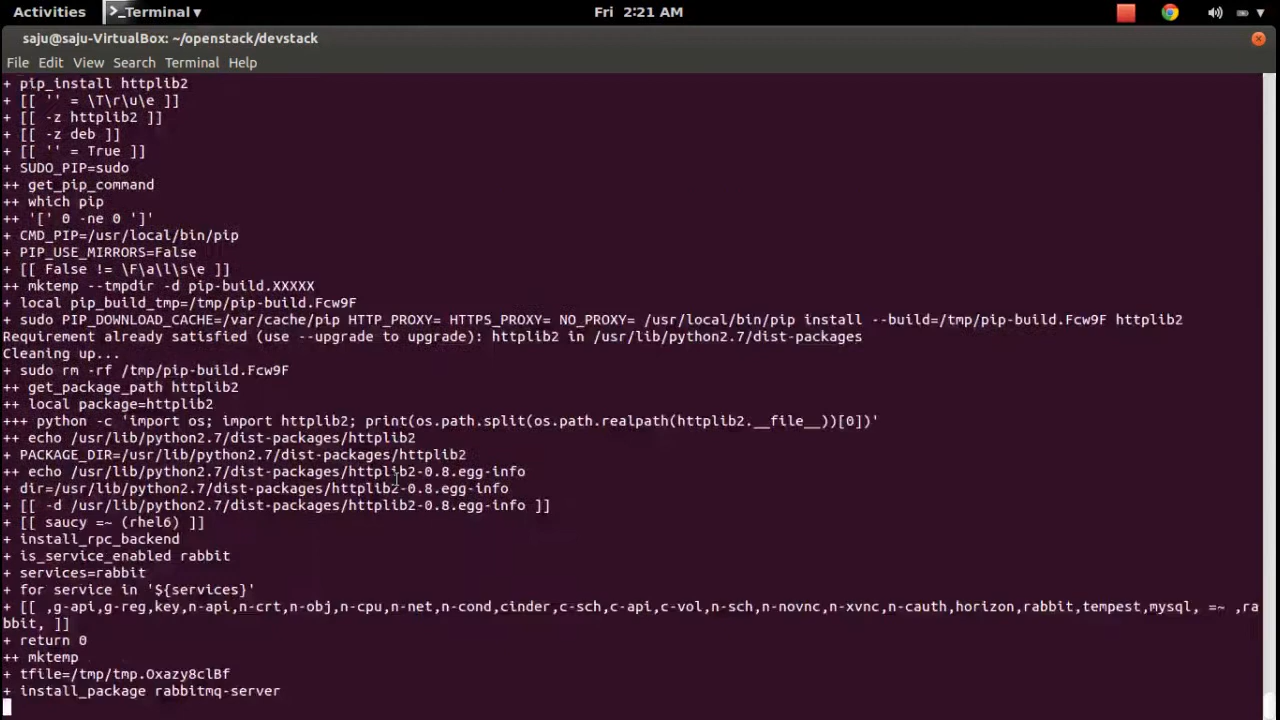 Activities >_Terminal ▾ Fri 2:21 AM
saju@saju-VirtualBox: ~/openstack/devstack
File Edit View Search Terminal Help
+ pip_install httplib2
+ [[ '' = \T\r\u\e ]]
+ [[ -z httplib2 ]]
+ [[ -z deb ]]
+ [[ '' = True ]]
+ SUDO_PIP=sudo
++ get_pip_command
++ which pip
++ '[' 0 -ne 0 ']'
+ CMD_PIP=/usr/local/bin/pip
+ PIP_USE_MIRRORS=False
+ [[ False != \F\a\l\s\e ]]
++ mktemp --tmpdir -d pip-build.XXXXX
+ local pip_build_tmp=/tmp/pip-build.Fcw9F
+ sudo PIP_DOWNLOAD_CACHE=/var/cache/pip HTTP_PROXY= HTTPS_PROXY= NO_PROXY= /usr/local/bin/pip install --build=/tmp/pip-build.Fcw9F httplib2
Requirement already satisfied (use --upgrade to upgrade): httplib2 in /usr/lib/python2.7/dist-packages
Cleaning up...
+ sudo rm -rf /tmp/pip-build.Fcw9F
++ get_package_path httplib2
++ local package=httplib2
+++ python -c 'import os; import httplib2; print(os.path.split(os.path.realpath(httplib2.__file__))[0])'
++ echo /usr/lib/python2.7/dist-packages/httplib2
+ PACKAGE_DIR=/usr/lib/python2.7/dist-packages/httplib2
++ echo /usr/lib/python2.7/dist-packages/httplib2-0.8.egg-info
+ dir=/usr/lib/python2.7/dist-packages/httplib2-0.8.egg-info
+ [[ -d /usr/lib/python2.7/dist-packages/httplib2-0.8.egg-info ]]
+ [[ saucy =~ (rhel6) ]]
+ install_rpc_backend
+ is_service_enabled rabbit
+ services=rabbit
+ for service in '${services}'
+ [[ ,g-api,g-reg,key,n-api,n-crt,n-obj,n-cpu,n-net,n-cond,cinder,c-sch,c-api,c-vol,n-sch,n-novnc,n-xvnc,n-cauth,horizon,rabbit,tempest,mysql, =~ ,ra
bbit, ]]
+ return 0
++ mktemp
+ tfile=/tmp/tmp.Oxazy8clBf
+ install_package rabbitmq-server